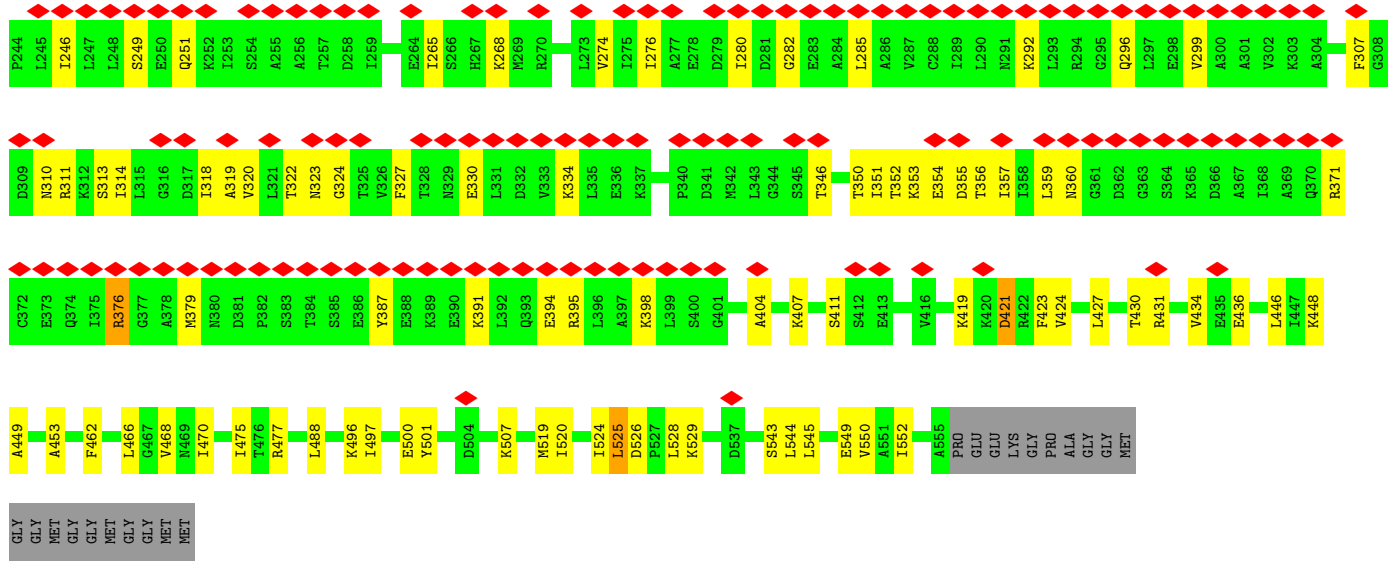 P244 L245 I246 L247 L248 S249 E250 Q251 K252 I253 S254 A255 A256 T257 D258 I259 E264 I265 S266 H267 K268 M269 R270 L273 V274 I275 I276 A277 E278 D279 I280 D281 G282 E283 A284 L285 A286 V287 C288 I289 L290 N291 K292 L293 R294 G295 Q296 L297 E298 V299 A300 A301 V302 K303 A304 F307 G308
D309 N310 R311 K312 S313 I314 L315 G316 D317 I318 A319 V320 L321 T322 N323 G324 T325 V326 F327 T328 N329 E330 L331 D332 V333 K334 L335 E336 K337 P340 D341 M342 L343 G344 S345 T346 T350 I351 T352 K353 E354 D355 T356 I357 I358 L359 N360 G361 D362 G363 S364 K365 D366 A367 I368 A369 Q370 R371
C372 E373 Q374 I375 R376 G377 A378 M379 N380 D381 P382 S383 T384 S385 E386 Y387 E388 K389 E390 K391 L392 Q393 E394 R395 L396 A397 K398 L399 S400 G401 A404 K407 S411 S412 E413 V416 K419 K420 D421 R422 F423 V424 L427 T430 R431 V434 E435 E436 L446 I447 K448
A449 A453 F462 L466 G467 V468 N469 I470 I475 T476 R477 L488 K496 I497 E500 Y501 D504 K507 M519 I520 I524 L525 D526 P527 L528 K529 D537 S543 L544 L545 E549 V550 A551 I552 A555 PRO GLU GLU LYS GLY PRO ALA GLY GLY MET
GLY GLY MET GLY GLY MET GLY GLY MET MET